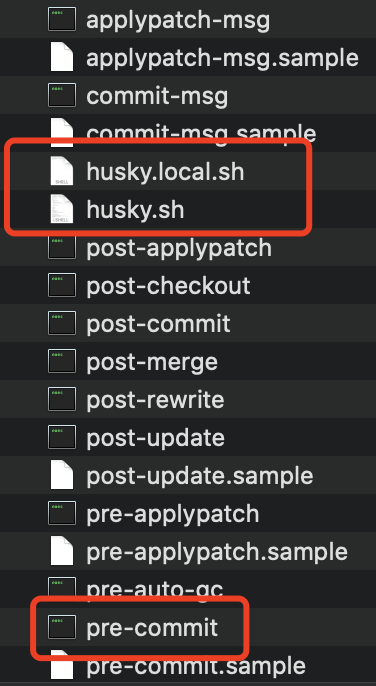 applypatch-msg
applypatch-msg.sample
commit-msg
commit-msg.sample
husky.local.sh
husky.sh
post-applypatch
post-checkout
post-commit
post-merge
post-rewrite
post-update
post-update.sample
pre-applypatch
pre-applypatch.sample
pre-auto-gc
pre-commit
pre-commit.sample